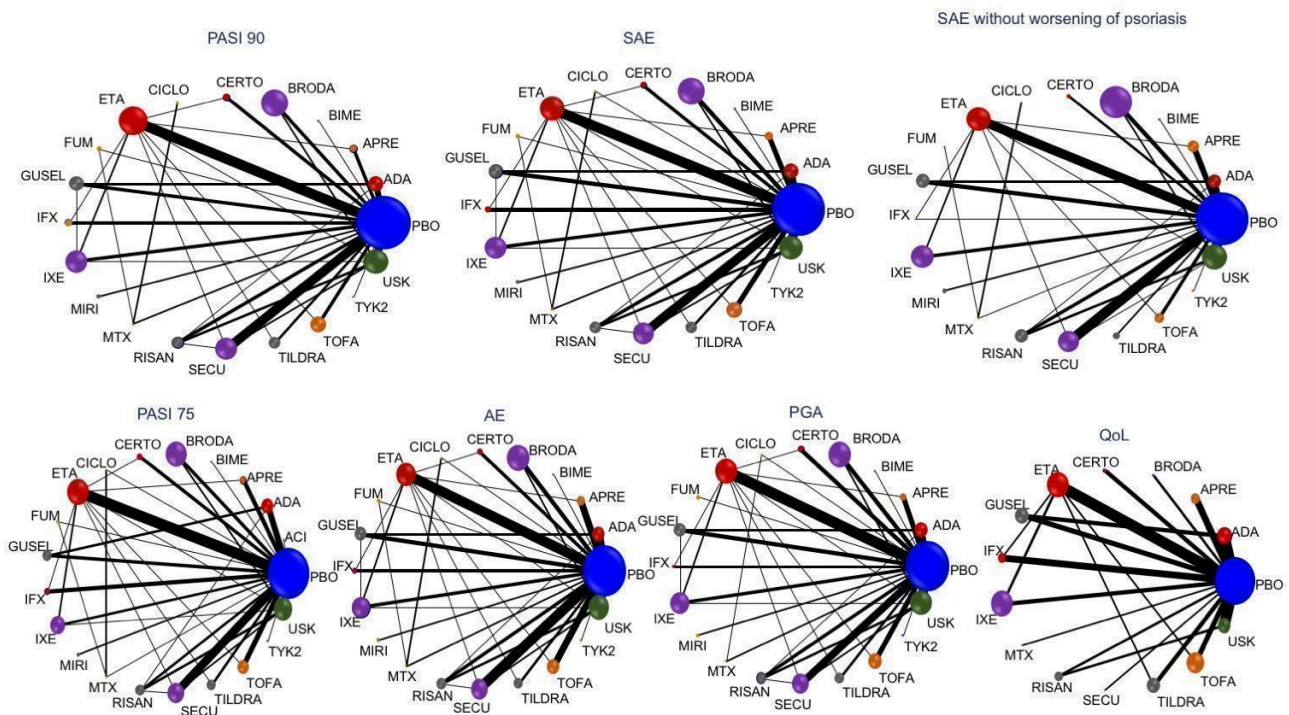 SAE without worsening of psoriasis
PASI 90
SAE
CICLO
CERTO
BRODA
ETA
BIME
FUM
APRE
GUSEL
ADA
IFX
PBO
IXE
USK
MIRI
TYK2
MTX
TOFA
RISAN
TILDRA
SECU
CICLO
CERTO
BRODA
ETA
BIME
FUM
APRE
GUSEL
ADA
IFX
PBO
IXE
USK
TYK2
MIRI
MTX
TOFA
RISAN
TILDRA
SECU
CICLO
CERTO
BRODA
ETA
BIME
FUM
APRE
GUSEL
ADA
IFX
PBO
IXE
USK
MIRI
TYK2
MTX
TOFA
RISAN
TILDRA
SECU
PASI 75
AE
PGA
QoL
CERTO
BRODA
ETA
CICLO
BIME
APRE
FUM
ADA
GUSEL
ACI
PBO
IFX
IXE
USK
MIRI
TYK2
MTX
TOFA
RISAN
TILDRA
SECU
CICLO
CERTO
BRODA
ETA
BIME
FUM
APRE
GUSEL
ADA
IFX
PBO
IXE
USK
MIRI
TYK2
MTX
TOFA
RISAN
TILDRA
SECU
CICLO
CERTO
BRODA
ETA
BIME
FUM
APRE
GUSEL
ADA
IFX
PBO
IXE
USK
MIRI
TYK2
MTX
TOFA
RISAN
TILDRA
SECU
CERTO
BRODA
ETA
APRE
GUSEL
ADA
IFX
PBO
IXE
USK
MTX
TOFA
RISAN
TILDRA
SECU